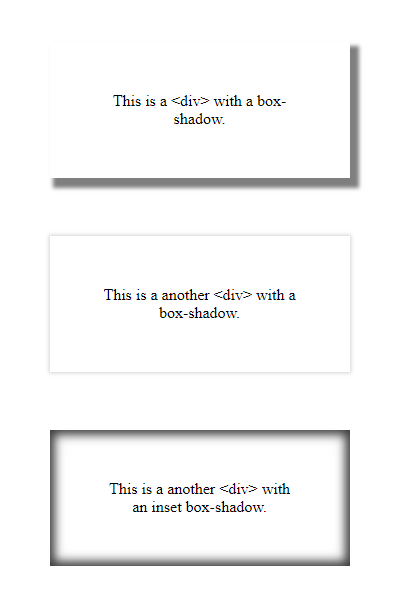 This is a <div> with a box-
shadow.
This is a another <div> with a
box-shadow.
This is a another <div> with
an inset box-shadow.